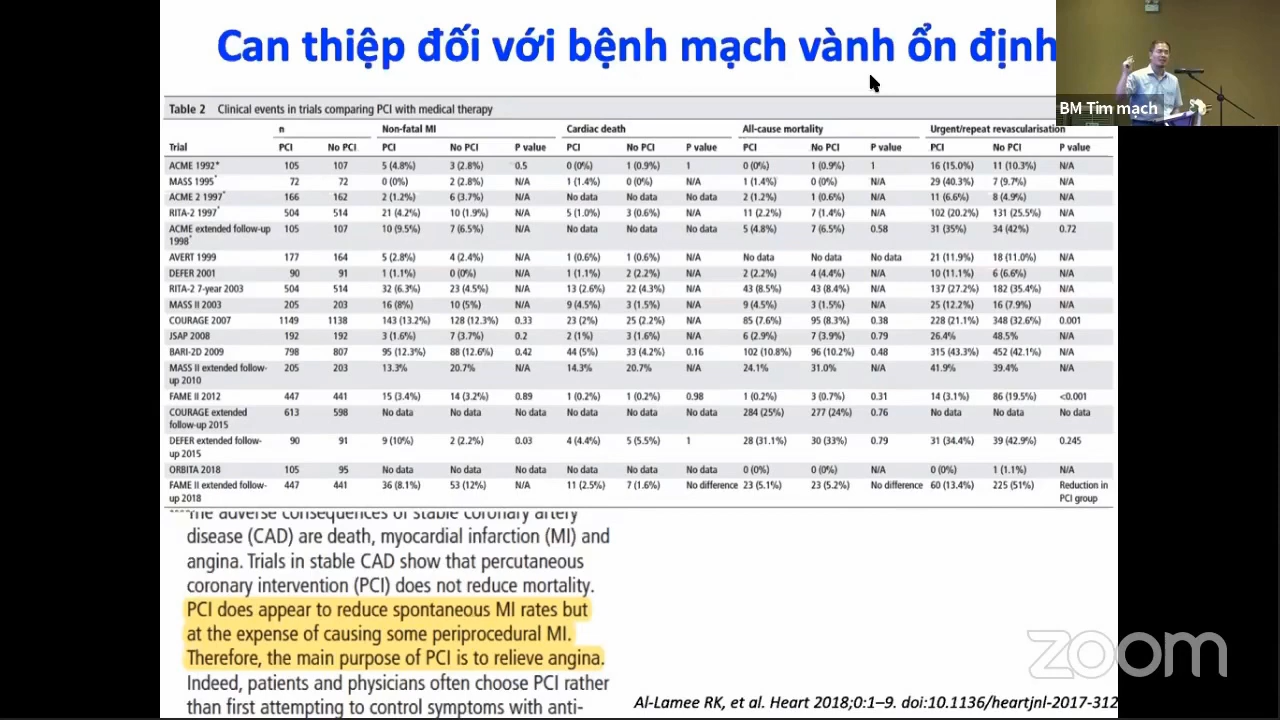 Can thiệp đối với bệnh mạch vành ổn định
BM Tim mach
Table 2 Clinical events in trials comparing PCI with medical therapy
n Non-fatal MI Cardiac death All-cause mortality Urgent/repeat revascularisation
Trial PCI No PCI PCI No PCI P value PCI No PCI P value PCI No PCI P value PCI No PCI P value
ACME 1992* 105 107 5 (4.8%) 3 (2.8%) 0.5 0 (0%) 1 (0.9%) 1 0 (0%) 1 (0.9%) 1 16 (15.0%) 11 (10.3%) N/A
MASS 1995* 72 72 0 (0%) 2 (2.8%) N/A 1 (1.4%) 0 (0%) N/A 1 (1.4%) 0 (0%) N/A 29 (40.3%) 7 (9.7%) N/A
ACME 2 1997* 166 162 2 (1.2%) 6 (3.7%) N/A No data No data No data 2 (1.2%) 1 (0.6%) N/A 11 (6.6%) 8 (4.9%) N/A
RITA-2 1997* 504 514 21 (4.2%) 10 (1.9%) N/A 5 (1.0%) 3 (0.6%) N/A 11 (2.2%) 7 (1.4%) N/A 102 (20.2%) 131 (25.5%) N/A
ACME extended follow-up 105 107 10 (9.5%) 7 (6.5%) N/A No data No data No data 5 (4.8%) 7 (6.5%) 0.58 31 (35%) 34 (42%) 0.72
1998*
AVERT 1999 177 164 5 (2.8%) 4 (2.4%) N/A 1 (0.6%) 1 (0.6%) N/A No data No data No data 21 (11.9%) 18 (11.0%) N/A
DEFER 2001 90 91 1 (1.1%) 0 (0%) N/A 1 (1.1%) 2 (2.2%) N/A 2 (2.2%) 4 (4.4%) N/A 10 (11.1%) 6 (6.6%) N/A
RITA-2 7-year 2003 504 514 32 (6.3%) 23 (4.5%) N/A 13 (2.6%) 22 (4.3%) N/A 43 (8.5%) 43 (8.4%) N/A 137 (27.2%) 182 (35.4%) N/A
MASS II 2003 205 203 16 (8%) 10 (5%) N/A 9 (4.5%) 3 (1.5%) N/A 9 (4.5%) 3 (1.5%) N/A 25 (12.2%) 16 (7.9%) N/A
COURAGE 2007 1149 1138 143 (13.2%) 128 (12.3%) 0.33 23 (2%) 25 (2.2%) N/A 85 (7.6%) 95 (8.3%) 0.38 228 (21.1%) 348 (32.6%) 0.001
JSAP 2008 192 192 3 (1.6%) 7 (3.7%) 0.2 2 (1%) 3 (1.6%) N/A 6 (2.9%) 7 (3.9%) 0.79 26.4% 48.5% N/A
BARI-2D 2009 798 807 95 (12.3%) 88 (12.6%) 0.42 44 (5%) 33 (4.2%) 0.16 102 (10.8%) 96 (10.2%) 0.48 315 (43.3%) 452 (42.1%) N/A
MASS II extended follow- 205 203 13.3% 20.7% N/A 14.3% 20.7% N/A 24.1% 31.0% N/A 41.9% 39.4% N/A
up 2010
FAME II 2012 447 441 15 (3.4%) 14 (3.2%) 0.89 1 (0.2%) 1 (0.2%) 0.98 1 (0.2%) 3 (0.7%) 0.31 14 (3.1%) 86 (19.5%) <0.001
COURAGE extended 613 598 No data No data No data No data No data No data 284 (25%) 277 (24%) 0.76 No data No data No data
follow-up 2015
DEFER extended follow- 90 91 9 (10%) 2 (2.2%) 0.03 4 (4.4%) 5 (5.5%) 1 28 (31.1%) 30 (33%) 0.79 31 (34.4%) 39 (42.9%) 0.245
up 2015
ORBITA 2018 105 95 No data No data No data No data No data No data 0 (0%) 0 (0%) N/A 0 (0%) 1 (1.1%) N/A
FAME II extended follow- 447 441 36 (8.1%) 53 (12%) N/A 11 (2.5%) 7 (1.6%) No difference 23 (5.1%) 23 (5.2%) No difference 60 (13.4%) 225 (51%) Reduction in
up 2018 PCI group
The adverse consequences of stable coronary artery
disease (CAD) are death, myocardial infarction (MI) and
angina. Trials in stable CAD show that percutaneous
coronary intervention (PCI) does not reduce mortality.
PCI does appear to reduce spontaneous MI rates but
at the expense of causing some periprocedural MI.
Therefore, the main purpose of PCI is to relieve angina.
Indeed, patients and physicians often choose PCI rather
than first attempting to control symptoms with anti-
Al-Lamee RK, et al. Heart 2018;0:1–9. doi:10.1136/heartjnl-2017-312
zoom